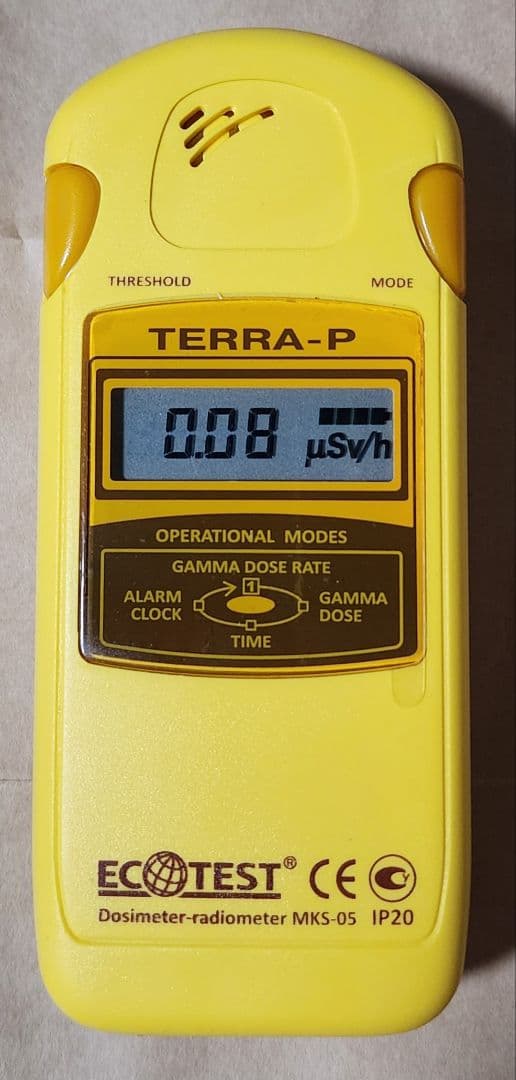 THRESHOLD MODE
TERRA-P
0.08 µSv/h
OPERATIONAL MODES
GAMMA DOSE RATE
1
ALARM CLOCK
GAMMA DOSE
TIME
ECOTEST® CE
Dosimeter-radiometer MKS-05 IP20